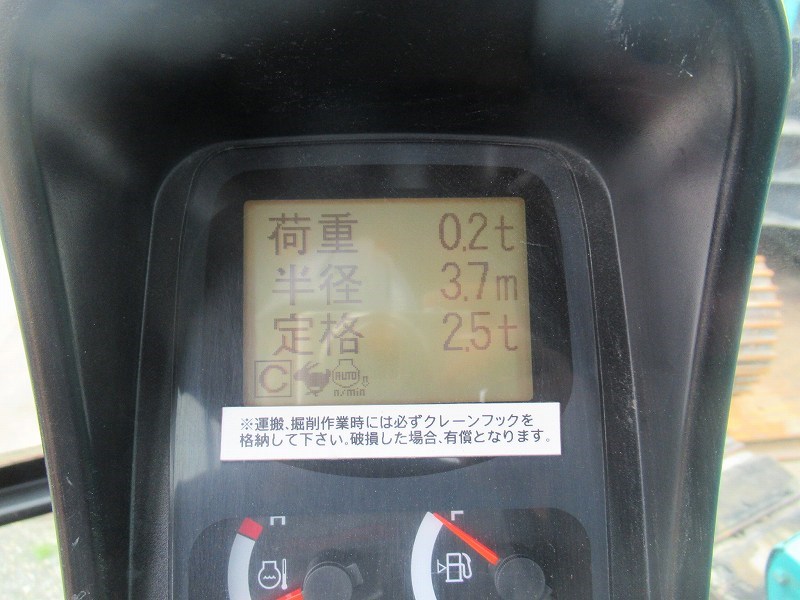 荷重 0.2t
半径 3.7m
定格 2.5t
C AUTO
n/min
※運搬、掘削作業時には必ずクレーンフックを
格納して下さい。破損した場合、有償となります。